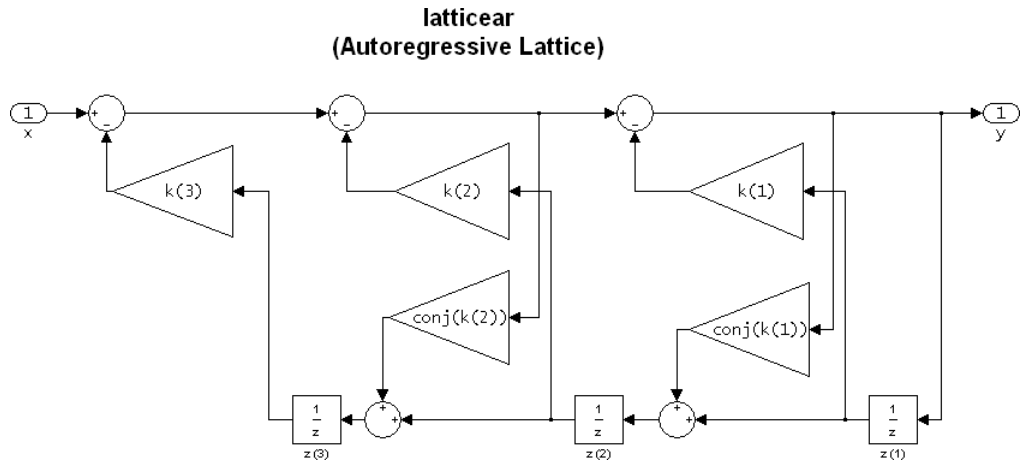 latticear
(Autoregressive Lattice)
1
x
+
-
+
-
+
-
1
y
k(3)
k(2)
k(1)
conj(k(2))
conj(k(1))
+
+
+
+
1
z
z(3)
1
z
z(2)
1
z
z(1)